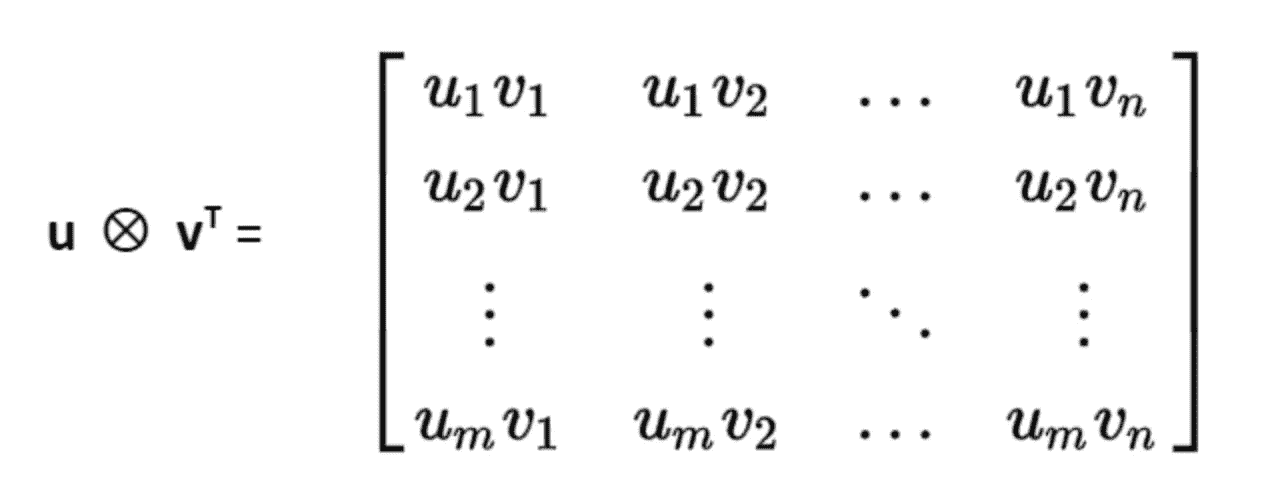 u₁v₁ u₁v₂ … u₁vₙ
u₂v₁ u₂v₂ … u₂vₙ
u ⊗ vᵀ =
⋮ ⋮ ⋱ ⋮
uₘv₁ uₘv₂ … uₘvₙ